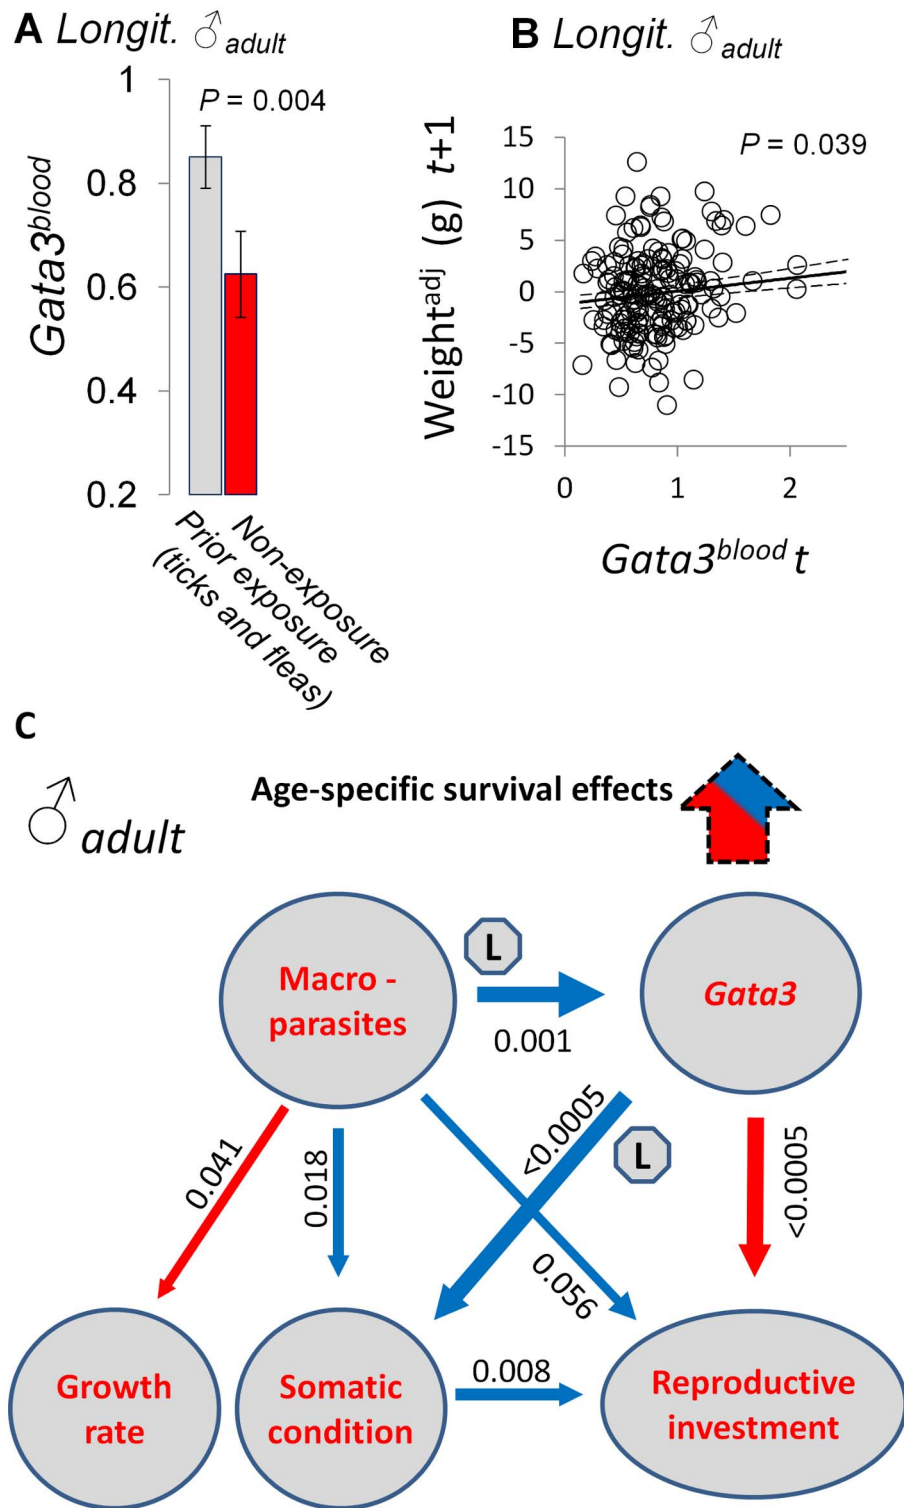 A Longit. ♂ adult
P = 0.004
Gata3blood
1
0.8
0.6
0.4
0.2
Prior exposure
(ticks and fleas)
Non-exposure
B Longit. ♂ adult
P = 0.039
Weightadj (g) t+1
15
10
5
0
-5
-10
-15
0 1 2
Gata3blood t
C
♂ adult
Age-specific survival effects
Macro -
parasites
L
0.001
Gata3
0.041
0.018
<0.0005
L
<0.0005
0.056
Growth
rate
Somatic
condition
0.008
Reproductive
investment